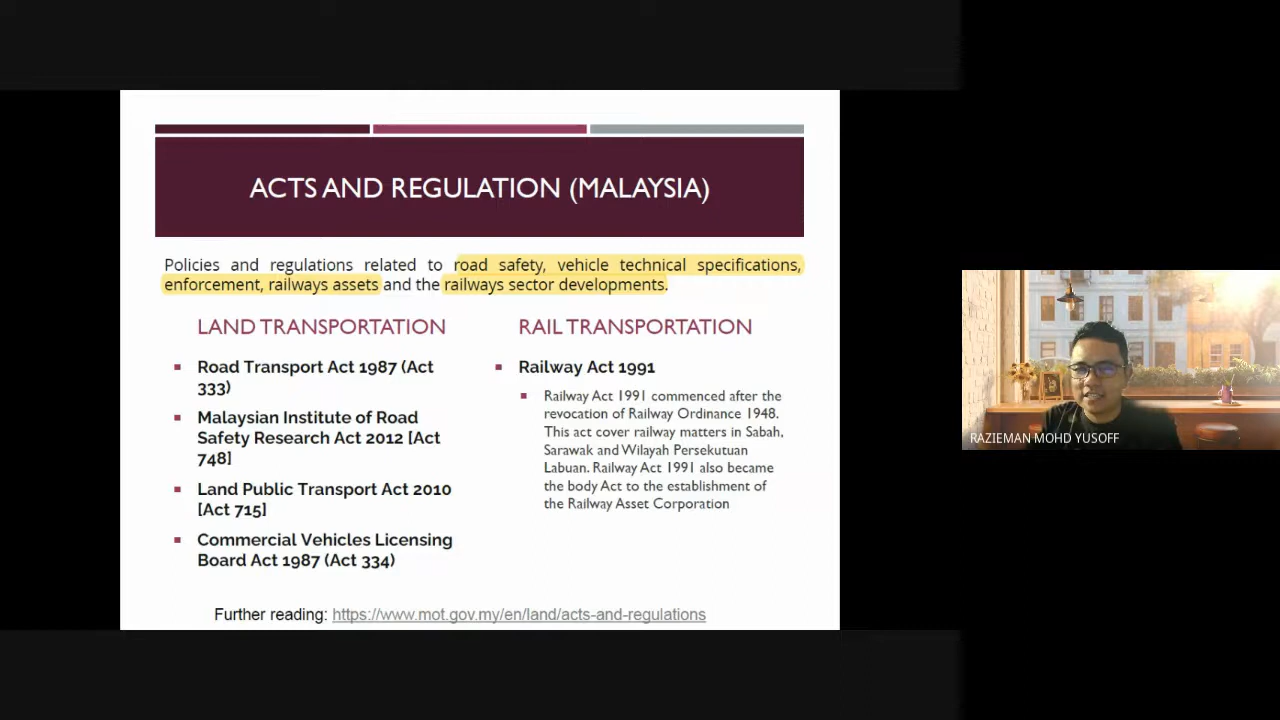 ACTS AND REGULATION (MALAYSIA)
Policies and regulations related to road safety, vehicle technical specifications,
enforcement, railways assets and the railways sector developments.
LAND TRANSPORTATION
Road Transport Act 1987 (Act
333)
Malaysian Institute of Road
Safety Research Act 2012 [Act
748]
Land Public Transport Act 2010
[Act 715]
Commercial Vehicles Licensing
Board Act 1987 (Act 334)
RAIL TRANSPORTATION
Railway Act 1991
Railway Act 1991 commenced after the
revocation of Railway Ordinance 1948.
This act cover railway matters in Sabah,
Sarawak and Wilayah Persekutuan
Labuan. Railway Act 1991 also became
the body Act to the establishment of
the Railway Asset Corporation
Further reading: https://www.mot.gov.my/en/land/acts-and-regulations
RAZIEMAN MOHD YUSOFF